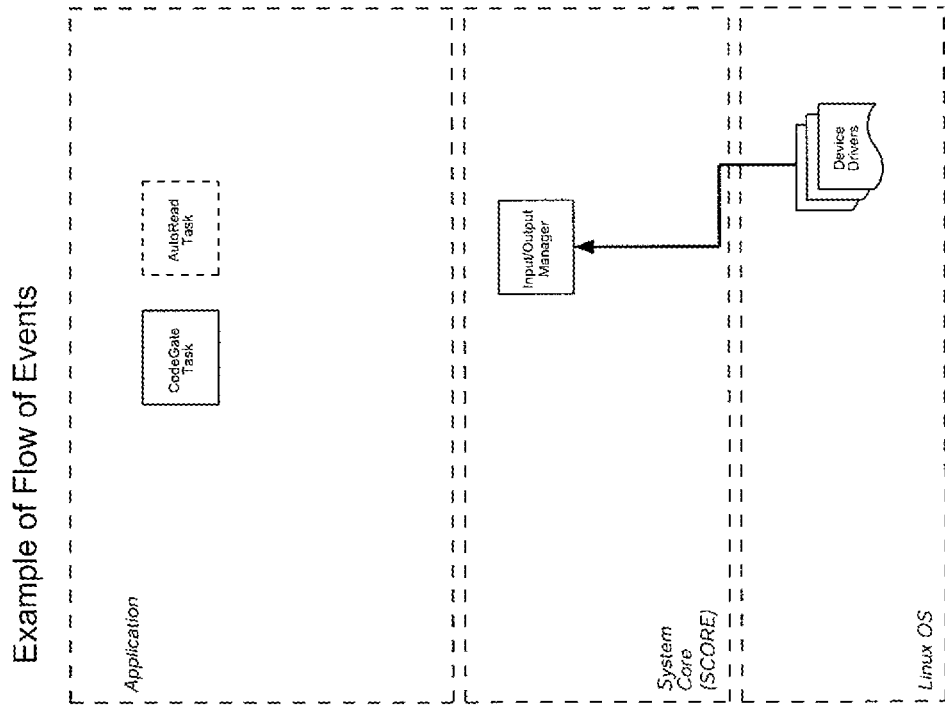 Example of Flow of Events
Application
CodeGate
Task
AutoRead
Task
System
Core
(SCORE)
Input/Output
Manager
Linux OS
Device
Drivers